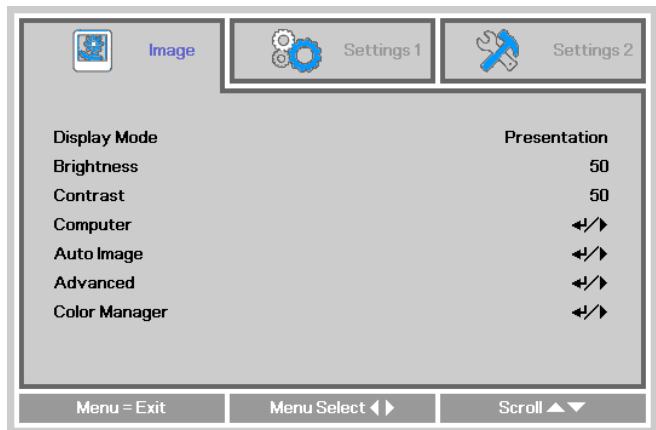 Image Settings 1 Settings 2
Display Mode Presentation
Brightness 50
Contrast 50
Computer ↵/▶
Auto Image ↵/▶
Advanced ↵/▶
Color Manager ↵/▶
Menu = Exit Menu Select ◀▶ Scroll ▲▼